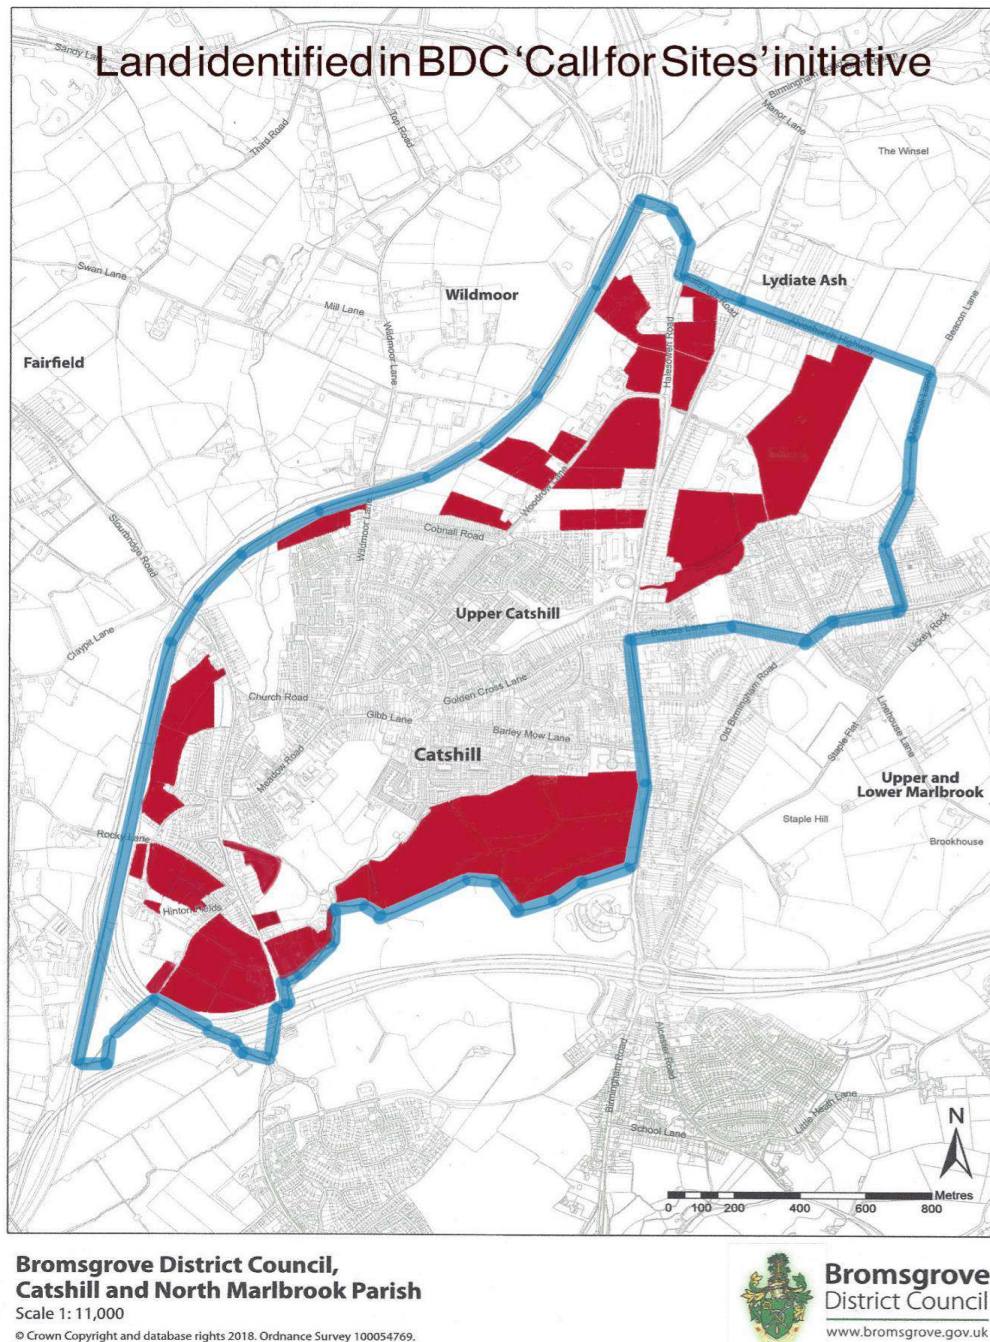 Land identified in BDC ‘Call for Sites’ initiative
Sandy Lane
Third Road
Top Road
Manor Lane
The Winsel
Swan Lane
Mill Lane
Wildmoor
Lydiate Ash
Beacon Lane
Wildmoor Lane
Fairfield
Halesowen Road
Woodrow Lane
Cobnall Road
Wildmoor Lane
Stourbridge Road
Claypit Lane
Upper Catshill
Braces Lane
Lickey Rock
Church Road
Golden Cross Lane
Gibb Lane
Barley Mow Lane
Old Birmingham Road
Staple Flat
Linehouse Lane
Meadow Road
Catshill
Upper and
Lower Marlbrook
Staple Hill
Brookhouse
Rocky Lane
Hinton Fields
Birmingham Road
School Lane
Little Heath Lane
N
Metres
0 100 200 400 600 800
Bromsgrove District Council,
Catshill and North Marlbrook Parish
Scale 1: 11,000
© Crown Copyright and database rights 2018. Ordnance Survey 100054769.
Bromsgrove
District Council
www.bromsgrove.gov.uk